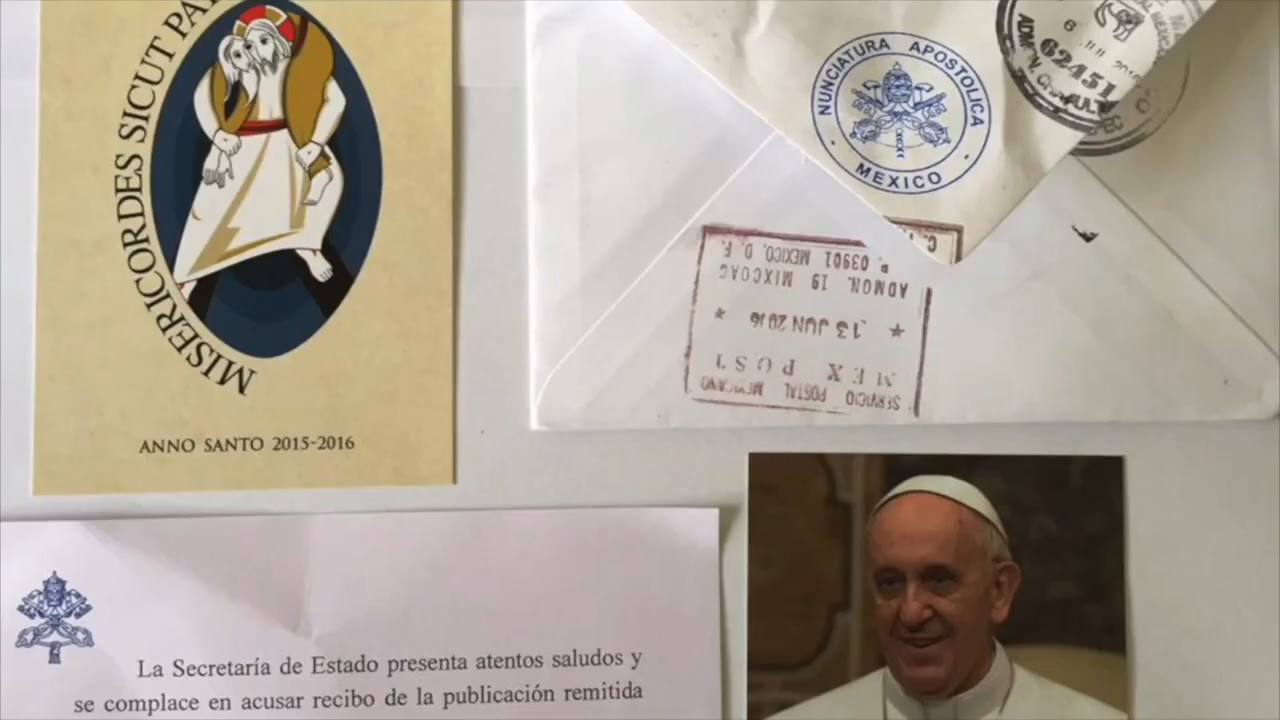 MISERICORDES SICUT PA
ANNO SANTO 2015-2016
NUNCIATURA APOSTOLICA
MEXICO
62451
SERVICIO POSTAL MEXICANO
MEX POST
★ 13 JUN 2016 ★
ADMON. 19 MIXCOAC
P. 03901 MEXICO, D. F.
La Secretaría de Estado presenta atentos saludos y
se complace en acusar recibo de la publicación remitida